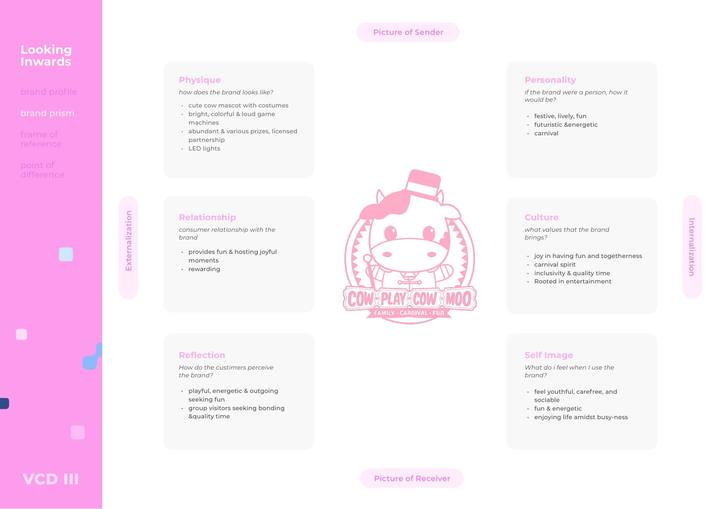 Looking
Inwards
brand profile
brand prism
frame of
reference
point of
difference
VCD III
Picture of Sender
Externalization
Physique
how does the brand looks like?
• cute cow mascot with costumes
• bright, colorful & loud game
machines
• abundant & various prizes, licensed
partnership
• LED lights
Personality
if the brand were a person, how it
would be?
• festive, lively, fun
• futuristic &energetic
• carnival
Relationship
consumer relationship with the
brand
• provides fun & hosting joyful
moments
• rewarding
COW PLAY COW MOO
FAMILY · CARNIVAL · FUN
Culture
what values that the brand
brings?
• joy in having fun and togetherness
• carnival spirit
• inclusivity & quality time
• Rooted in entertainment
Internalization
Reflection
How do the custimers perceive
the brand?
• playful, energetic & outgoing
seeking fun
• group visitors seeking bonding
&quality time
Self Image
What do i feel when I use the
brand?
• feel youthful, carefree, and
sociable
• fun & energetic
• enjoying life amidst busy-ness
Picture of Receiver